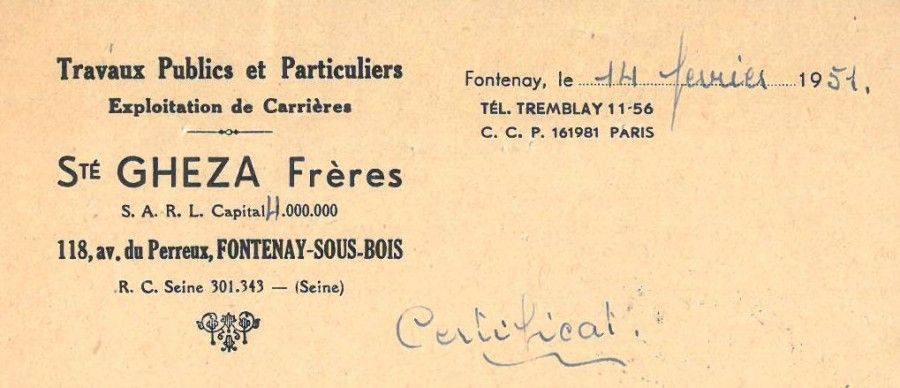 Travaux Publics et Particuliers
Exploitation de Carrières
STÉ GHEZA Frères
S. A. R. L. Capital 4.000.000
118, av. du Perreux, FONTENAY-SOUS-BOIS
R. C. Seine 301.343 — (Seine)
Fontenay, le 14 fevrier 1951.
TÉL. TREMBLAY 11-56
C. C. P. 161981 PARIS
Certificat.